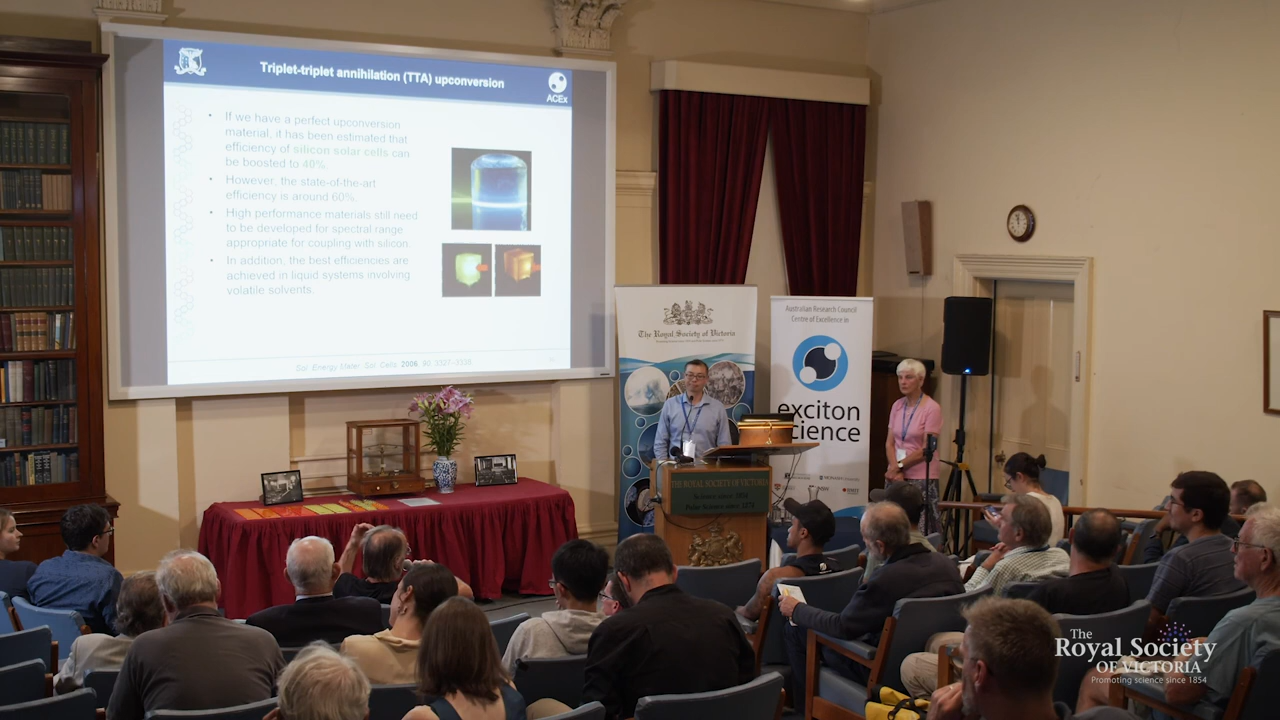 Triplet-triplet annihilation (TTA) upconversion
ACEx
• If we have a perfect upconversion
material, it has been estimated that
efficiency of silicon solar cells can
be boosted to 40%.
• However, the state-of-the-art
efficiency is around 60%.
• High performance materials still need
to be developed for spectral range
appropriate for coupling with silicon.
• In addition, the best efficiencies are
achieved in liquid systems involving
volatile solvents.
Sol. Energy Mater. Sol. Cells, 2006, 90, 3327–3338.
The Royal Society of Victoria
Australian Research Council
Centre of Excellence in
exciton
science
THE ROYAL SOCIETY OF VICTORIA
The
Royal Society
OF VICTORIA
Promoting science since 1854